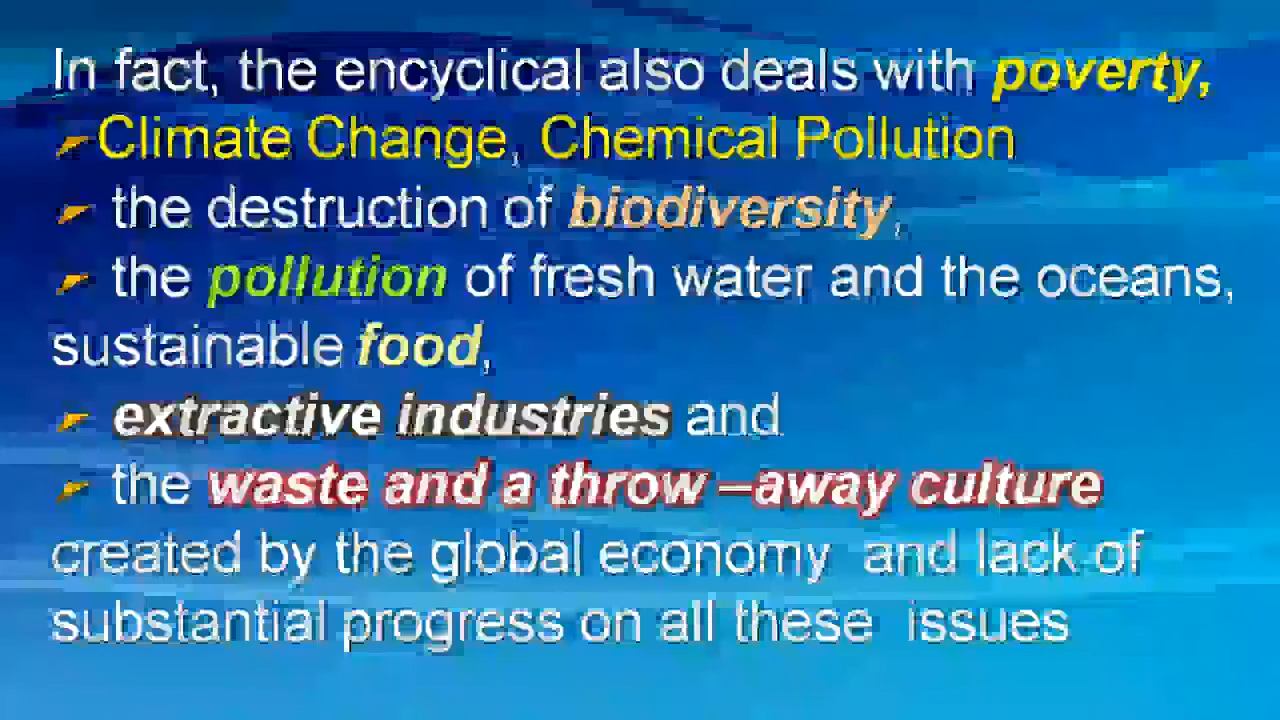 In fact, the encyclical also deals with poverty,
Climate Change, Chemical Pollution
the destruction of biodiversity,
the pollution of fresh water and the oceans,
sustainable food,
extractive industries and
the waste and a throw –away culture
created by the global economy and lack of
substantial progress on all these issues